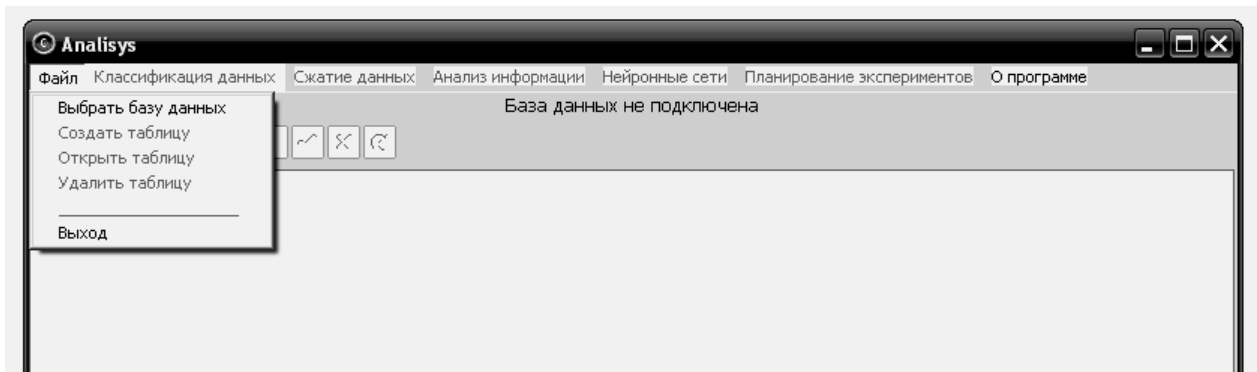 Analisys
Файл Классификация данных Сжатие данных Анализ информации Нейронные сети Планирование экспериментов О программе
База данных не подключена
Выбрать базу данных
Создать таблицу
Открыть таблицу
Удалить таблицу
Выход